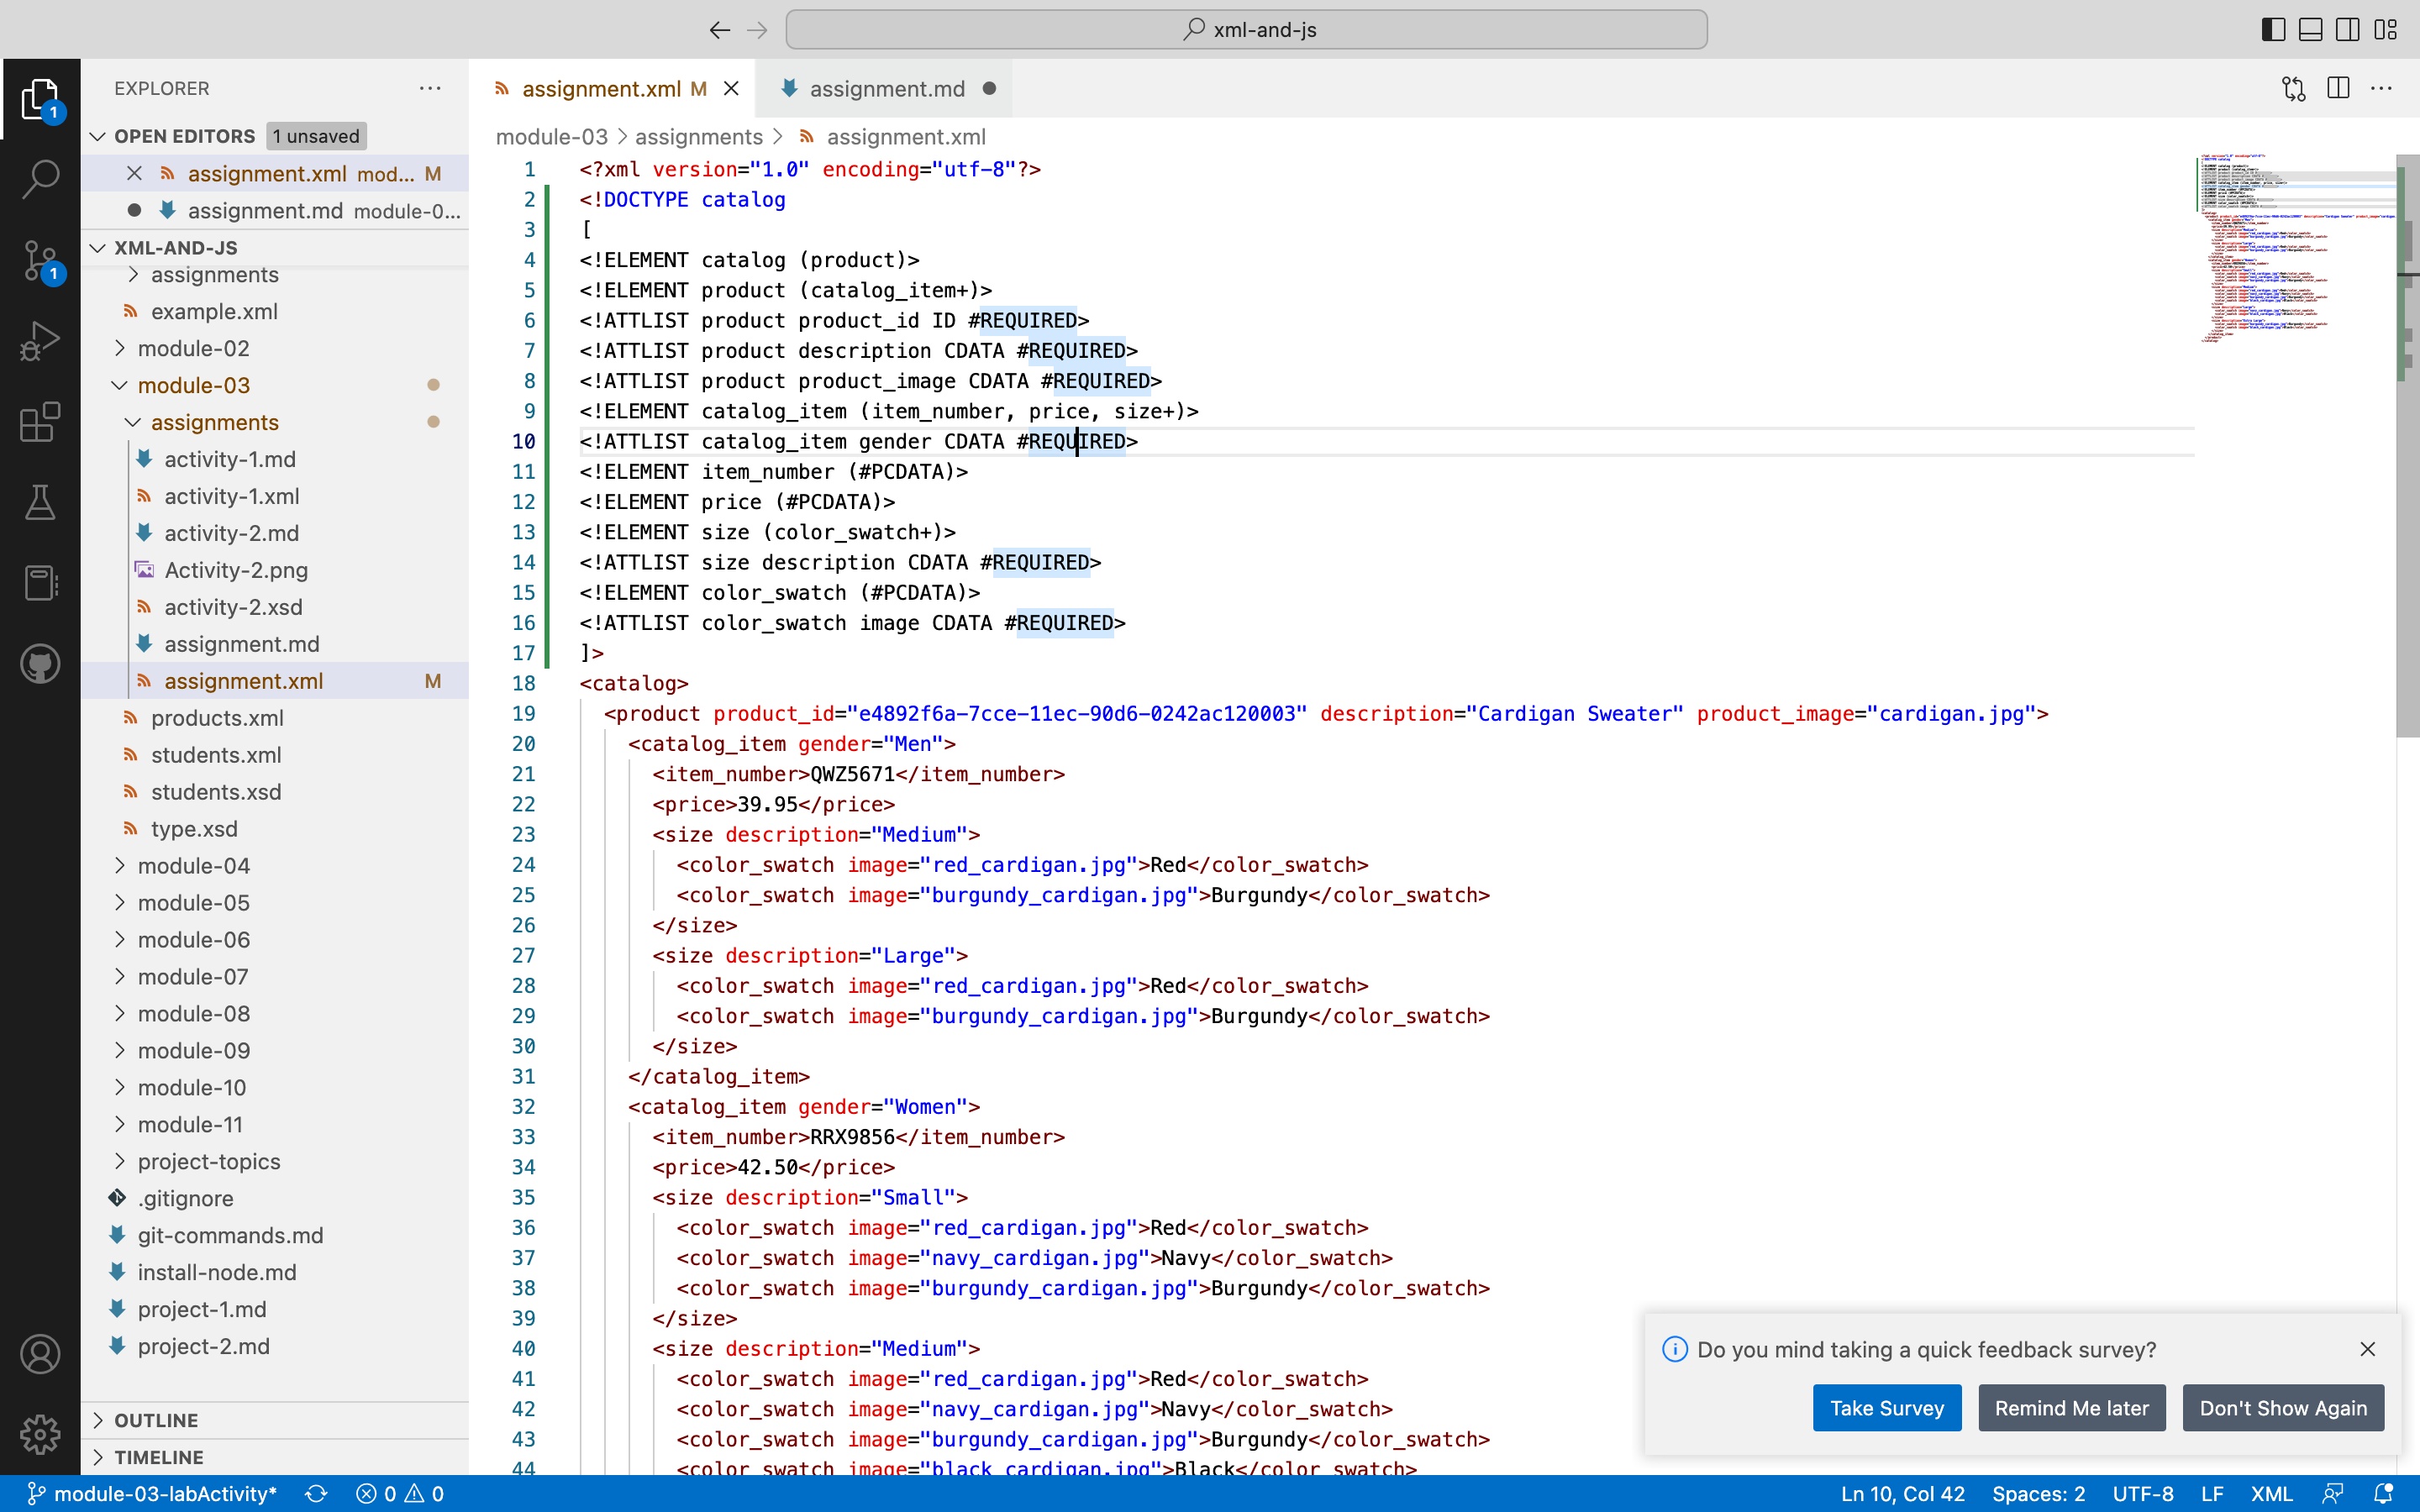 xml-and-js
EXPLORER
OPEN EDITORS 1 unsaved
assignment.xml mod... M
assignment.md module-0...
XML-AND-JS
assignments
example.xml
module-02
module-03
assignments
activity-1.md
activity-1.xml
activity-2.md
Activity-2.png
activity-2.xsd
assignment.md
assignment.xml M
products.xml
students.xml
students.xsd
type.xsd
module-04
module-05
module-06
module-07
module-08
module-09
module-10
module-11
project-topics
.gitignore
git-commands.md
install-node.md
project-1.md
project-2.md
OUTLINE
TIMELINE
1
1
assignment.xml M
assignment.md
module-03 > assignments > assignment.xml
1 <?xml version="1.0" encoding="utf-8"?>
2 <!DOCTYPE catalog
3 [
4 <!ELEMENT catalog (product)>
5 <!ELEMENT product (catalog_item+)>
6 <!ATTLIST product product_id ID #REQUIRED>
7 <!ATTLIST product description CDATA #REQUIRED>
8 <!ATTLIST product product_image CDATA #REQUIRED>
9 <!ELEMENT catalog_item (item_number, price, size+)>
10 <!ATTLIST catalog_item gender CDATA #REQUIRED>
11 <!ELEMENT item_number (#PCDATA)>
12 <!ELEMENT price (#PCDATA)>
13 <!ELEMENT size (color_swatch+)>
14 <!ATTLIST size description CDATA #REQUIRED>
15 <!ELEMENT color_swatch (#PCDATA)>
16 <!ATTLIST color_swatch image CDATA #REQUIRED>
17 ]>
18 <catalog>
19 <product product_id="e4892f6a-7cce-11ec-90d6-0242ac120003" description="Cardigan Sweater" product_image="cardigan.jpg">
20 <catalog_item gender="Men">
21 <item_number>QWZ5671</item_number>
22 <price>39.95</price>
23 <size description="Medium">
24 <color_swatch image="red_cardigan.jpg">Red</color_swatch>
25 <color_swatch image="burgundy_cardigan.jpg">Burgundy</color_swatch>
26 </size>
27 <size description="Large">
28 <color_swatch image="red_cardigan.jpg">Red</color_swatch>
29 <color_swatch image="burgundy_cardigan.jpg">Burgundy</color_swatch>
30 </size>
31 </catalog_item>
32 <catalog_item gender="Women">
33 <item_number>RRX9856</item_number>
34 <price>42.50</price>
35 <size description="Small">
36 <color_swatch image="red_cardigan.jpg">Red</color_swatch>
37 <color_swatch image="navy_cardigan.jpg">Navy</color_swatch>
38 <color_swatch image="burgundy_cardigan.jpg">Burgundy</color_swatch>
39 </size>
40 <size description="Medium">
41 <color_swatch image="red_cardigan.jpg">Red</color_swatch>
42 <color_swatch image="navy_cardigan.jpg">Navy</color_swatch>
43 <color_swatch image="burgundy_cardigan.jpg">Burgundy</color_swatch>
44 <color_swatch image="black_cardigan.jpg">Black</color_swatch>
Do you mind taking a quick feedback survey?
Take Survey Remind Me later Don't Show Again
module-03-labActivity* 0 0 Ln 10, Col 42 Spaces: 2 UTF-8 LF XML